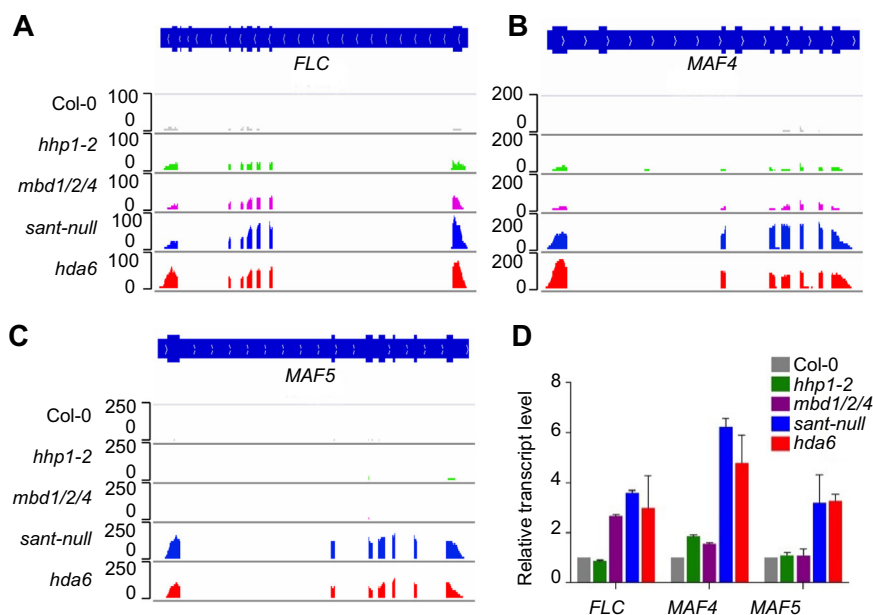 A
FLC
Col-0
100
0
hhp1-2
100
0
mbd1/2/4
100
0
sant-null
100
0
hda6
100
0
B
MAF4
200
0
200
0
200
0
200
0
200
0
C
MAF5
Col-0
250
0
hhp1-2
250
0
mbd1/2/4
250
0
sant-null
250
0
hda6
250
0
D
Relative transcript level
8
6
4
2
0
Col-0
hhp1-2
mbd1/2/4
sant-null
hda6
FLC MAF4 MAF5